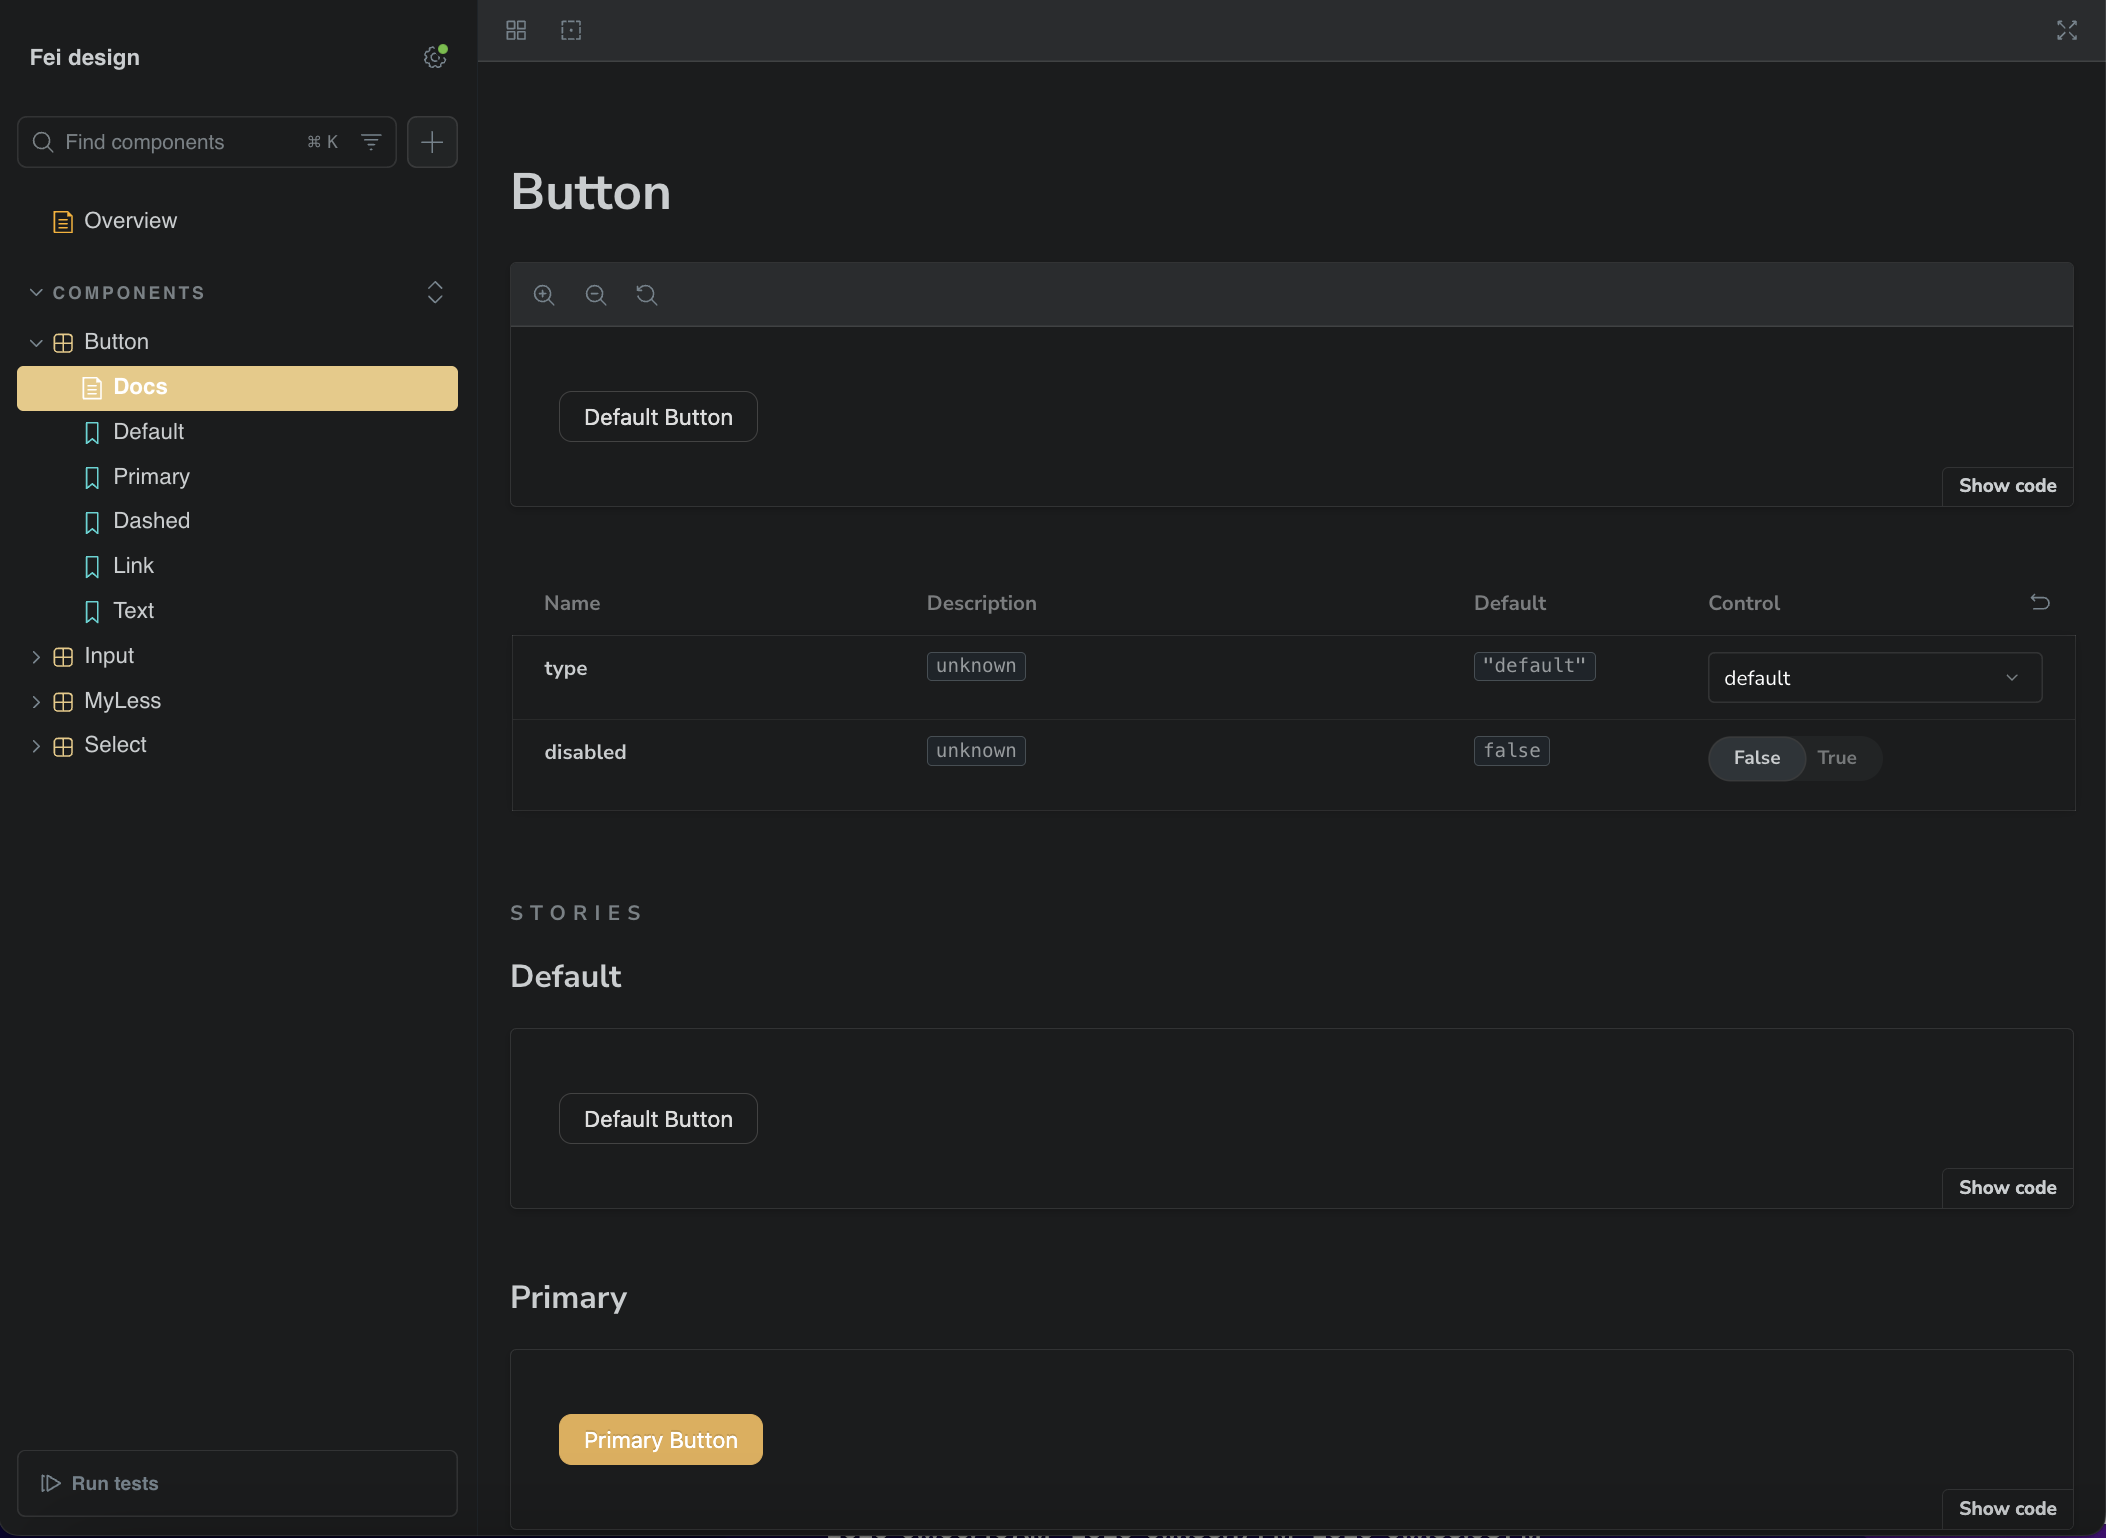 Fei design
Find components
⌘ K
Overview
COMPONENTS
Button
Docs
Default
Primary
Dashed
Link
Text
Input
MyLess
Select
Run tests
Button
Default Button
Show code
Name Description Default Control
type unknown "default" default
disabled unknown false False True
STORIES
Default
Default Button
Show code
Primary
Primary Button
Show code